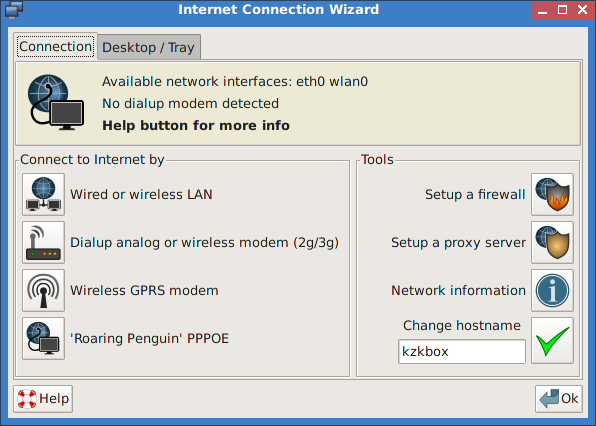 Internet Connection Wizard
Connection
Desktop / Tray
Available network interfaces: eth0 wlan0
No dialup modem detected
Help button for more info
Connect to Internet by
Wired or wireless LAN
Dialup analog or wireless modem (2g/3g)
Wireless GPRS modem
'Roaring Penguin' PPPOE
Tools
Setup a firewall
Setup a proxy server
Network information
Change hostname
kzkbox
Help
Ok